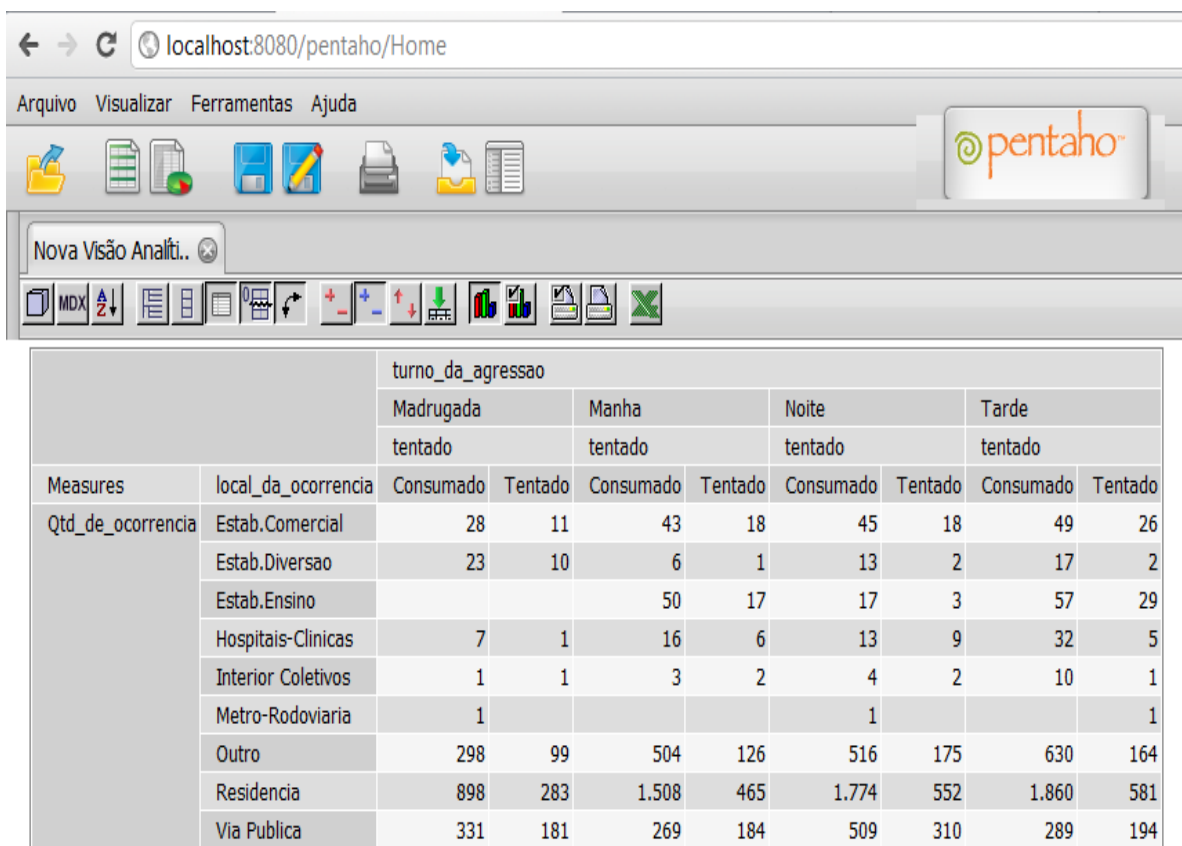 localhost:8080/pentaho/Home
Arquivo Visualizar Ferramentas Ajuda
pentaho™
Nova Visão Analíti..
MDX A Z 0
turno_da_agressao
Madrugada Manha Noite Tarde
tentado tentado tentado tentado
Measures local_da_ocorrencia Consumado Tentado Consumado Tentado Consumado Tentado Consumado Tentado
Qtd_de_ocorrencia Estab.Comercial 28 11 43 18 45 18 49 26
Estab.Diversao 23 10 6 1 13 2 17 2
Estab.Ensino 50 17 17 3 57 29
Hospitais-Clinicas 7 1 16 6 13 9 32 5
Interior Coletivos 1 1 3 2 4 2 10 1
Metro-Rodoviaria 1 1 1
Outro 298 99 504 126 516 175 630 164
Residencia 898 283 1.508 465 1.774 552 1.860 581
Via Publica 331 181 269 184 509 310 289 194